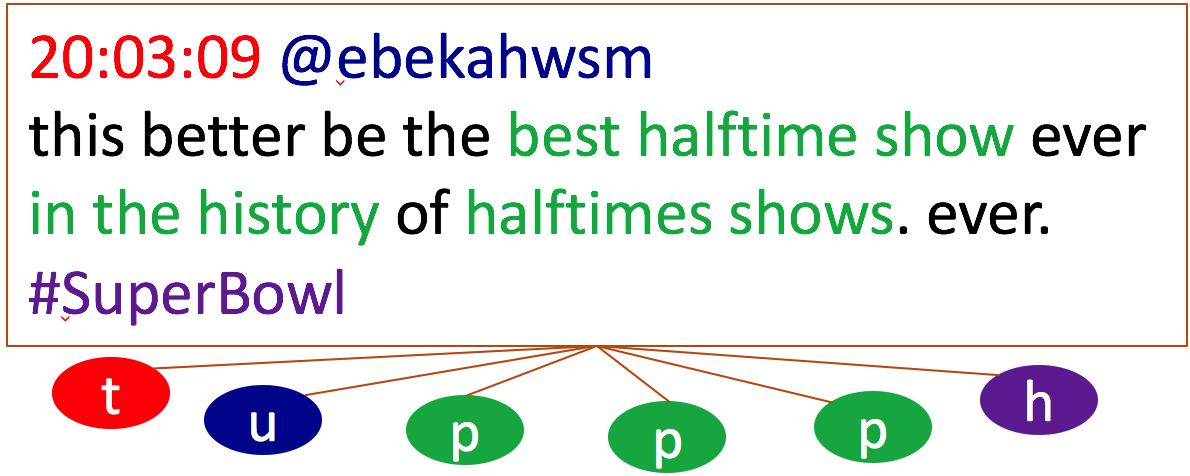 20:03:09 @ebekahwsm
this better be the best halftime show ever
in the history of halftimes shows. ever.
#SuperBowl
t u p p p h